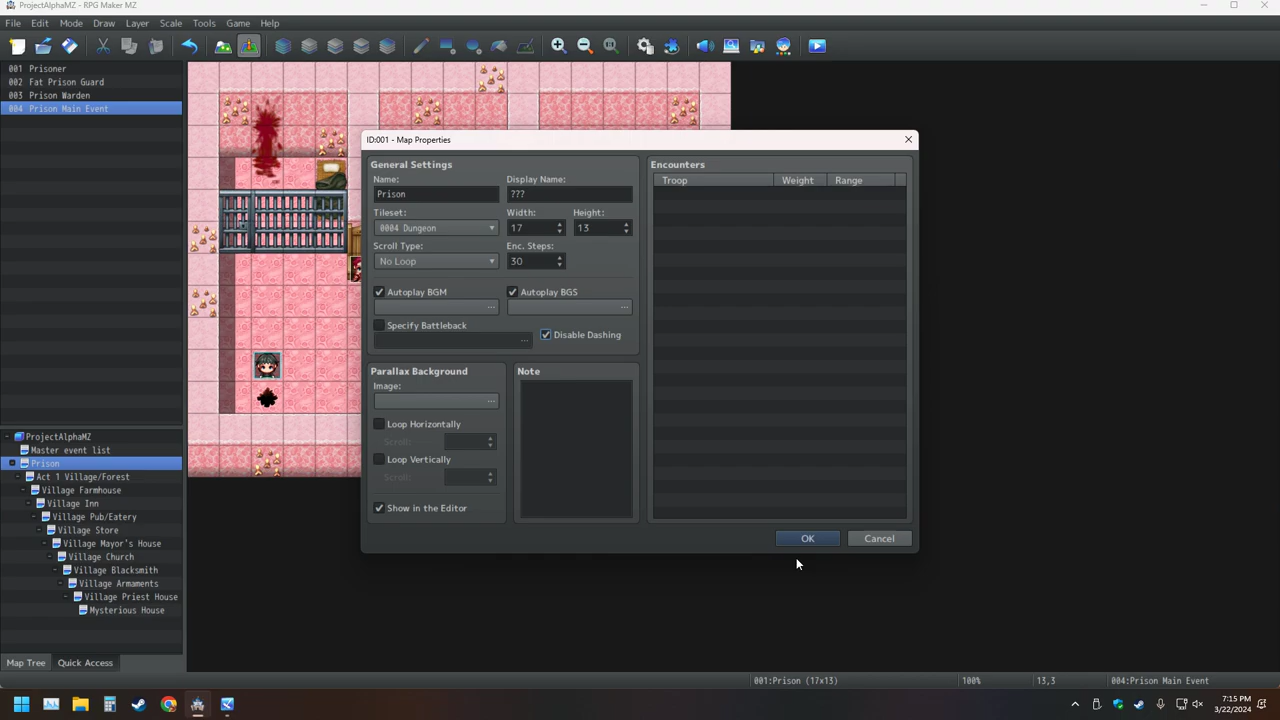 ProjectAlphaMZ - RPG Maker MZ
File Edit Mode Draw Layer Scale Tools Game Help
001 Prisoner
002 Fat Prison Guard
003 Prison Warden
004 Prison Main Event
ID:001 - Map Properties
General Settings
Name:
Display Name:
Prison
???
Tileset:
Width:
Height:
0004 Dungeon
17
13
Scroll Type:
Enc. Steps:
No Loop
30
Autoplay BGM
Autoplay BGS
...
...
Specify Battleback
...
Disable Dashing
Parallax Background
Image:
...
Loop Horizontally
Scroll:
Loop Vertically
Scroll:
Show in the Editor
Note
Encounters
Troop Weight Range
OK
Cancel
ProjectAlphaMZ
Master event list
Prison
Act 1 Village/Forest
Village Farmhouse
Village Inn
Village Pub/Eatery
Village Store
Village Mayor's House
Village Church
Village Blacksmith
Village Armaments
Village Priest House
Mysterious House
Map Tree
Quick Access
001:Prison (17x13)
100%
13,3
004:Prison Main Event
7:15 PM
3/22/2024